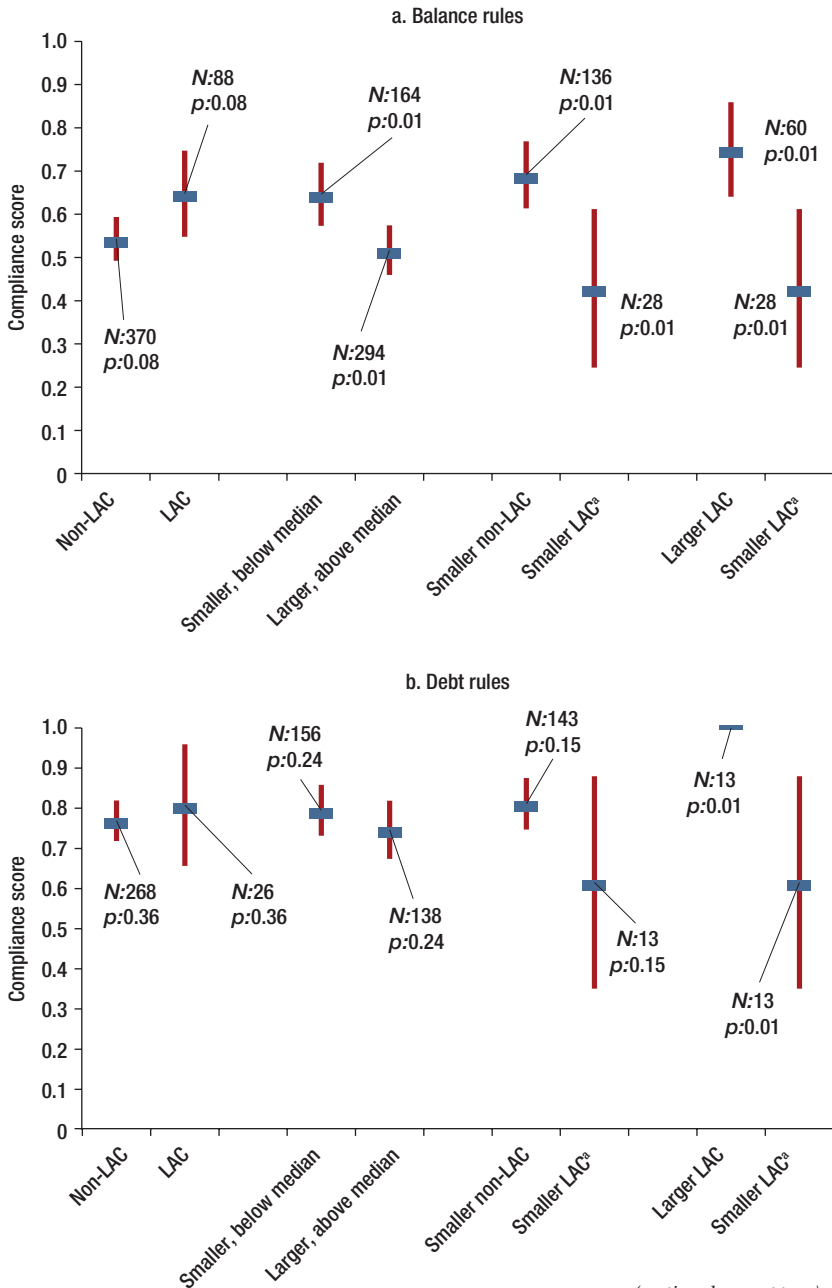 a. Balance rules
Compliance score
1.0
0.9
0.8
0.7
0.6
0.5
0.4
0.3
0.2
0.1
0
N:370
p:0.08
N:88
p:0.08
N:164
p:0.01
N:294
p:0.01
N:136
p:0.01
N:28
p:0.01
N:60
p:0.01
N:28
p:0.01
Non-LAC
LAC
Smaller, below median
Larger, above median
Smaller non-LAC
Smaller LACᵃ
Larger LAC
Smaller LACᵃ
b. Debt rules
Compliance score
1.0
0.9
0.8
0.7
0.6
0.5
0.4
0.3
0.2
0.1
0
N:268
p:0.36
N:26
p:0.36
N:156
p:0.24
N:138
p:0.24
N:143
p:0.15
N:13
p:0.15
N:13
p:0.01
N:13
p:0.01
Non-LAC
LAC
Smaller, below median
Larger, above median
Smaller non-LAC
Smaller LACᵃ
Larger LAC
Smaller LACᵃ